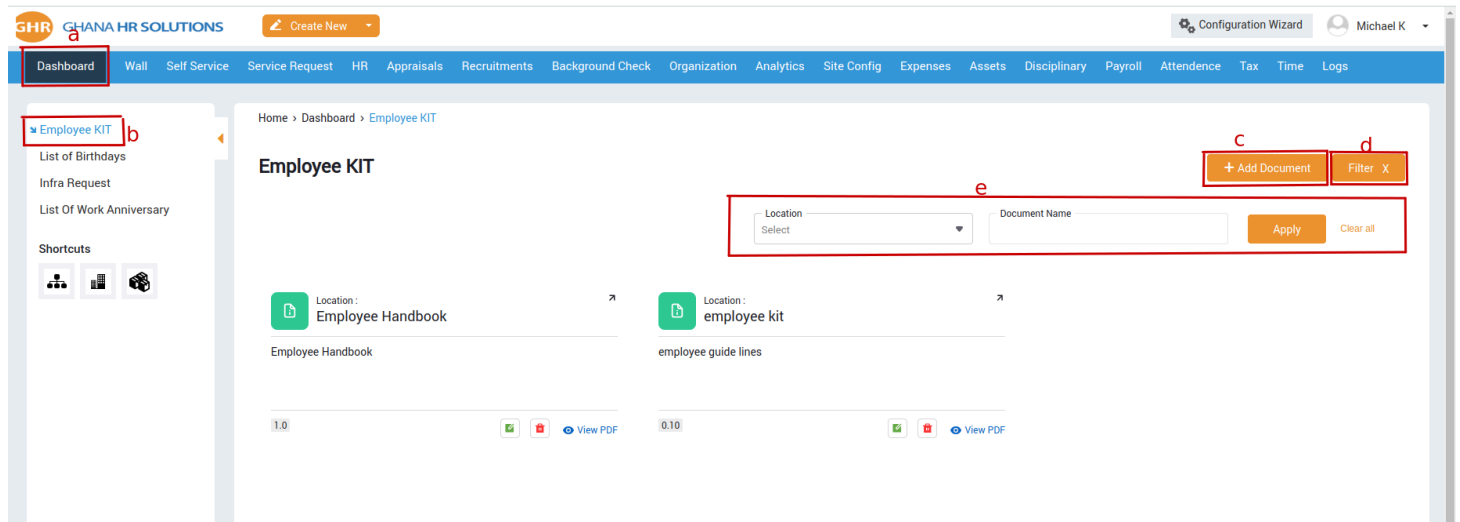 GHR GHANA HR SOLUTIONS Create New Configuration Wizard Michael K
a
Dashboard Wall Self Service Service Request HR Appraisals Recruitments Background Check Organization Analytics Site Config Expenses Assets Disciplinary Payroll Attendence Tax Time Logs
Employee KIT
b
List of Birthdays
Infra Request
List Of Work Anniversary
Shortcuts
Home › Dashboard › Employee KIT
Employee KIT
c
d
+ Add Document Filter X
e
Location Document Name
Select Apply Clear all
Location :
Employee Handbook
Employee Handbook
1.0 View PDF
Location :
employee kit
employee guide lines
0.10 View PDF